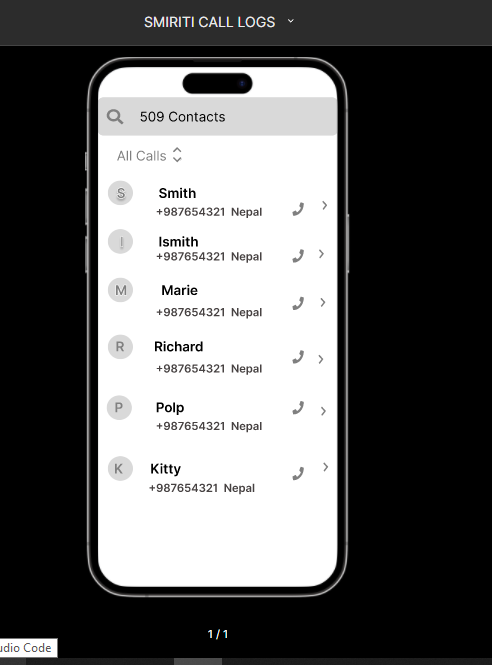 SMIRITI CALL LOGS
509 Contacts
All Calls
S Smith
+987654321 Nepal
I Ismith
+987654321 Nepal
M Marie
+987654321 Nepal
R Richard
+987654321 Nepal
P Polp
+987654321 Nepal
K Kitty
+987654321 Nepal
1 / 1
udio Code